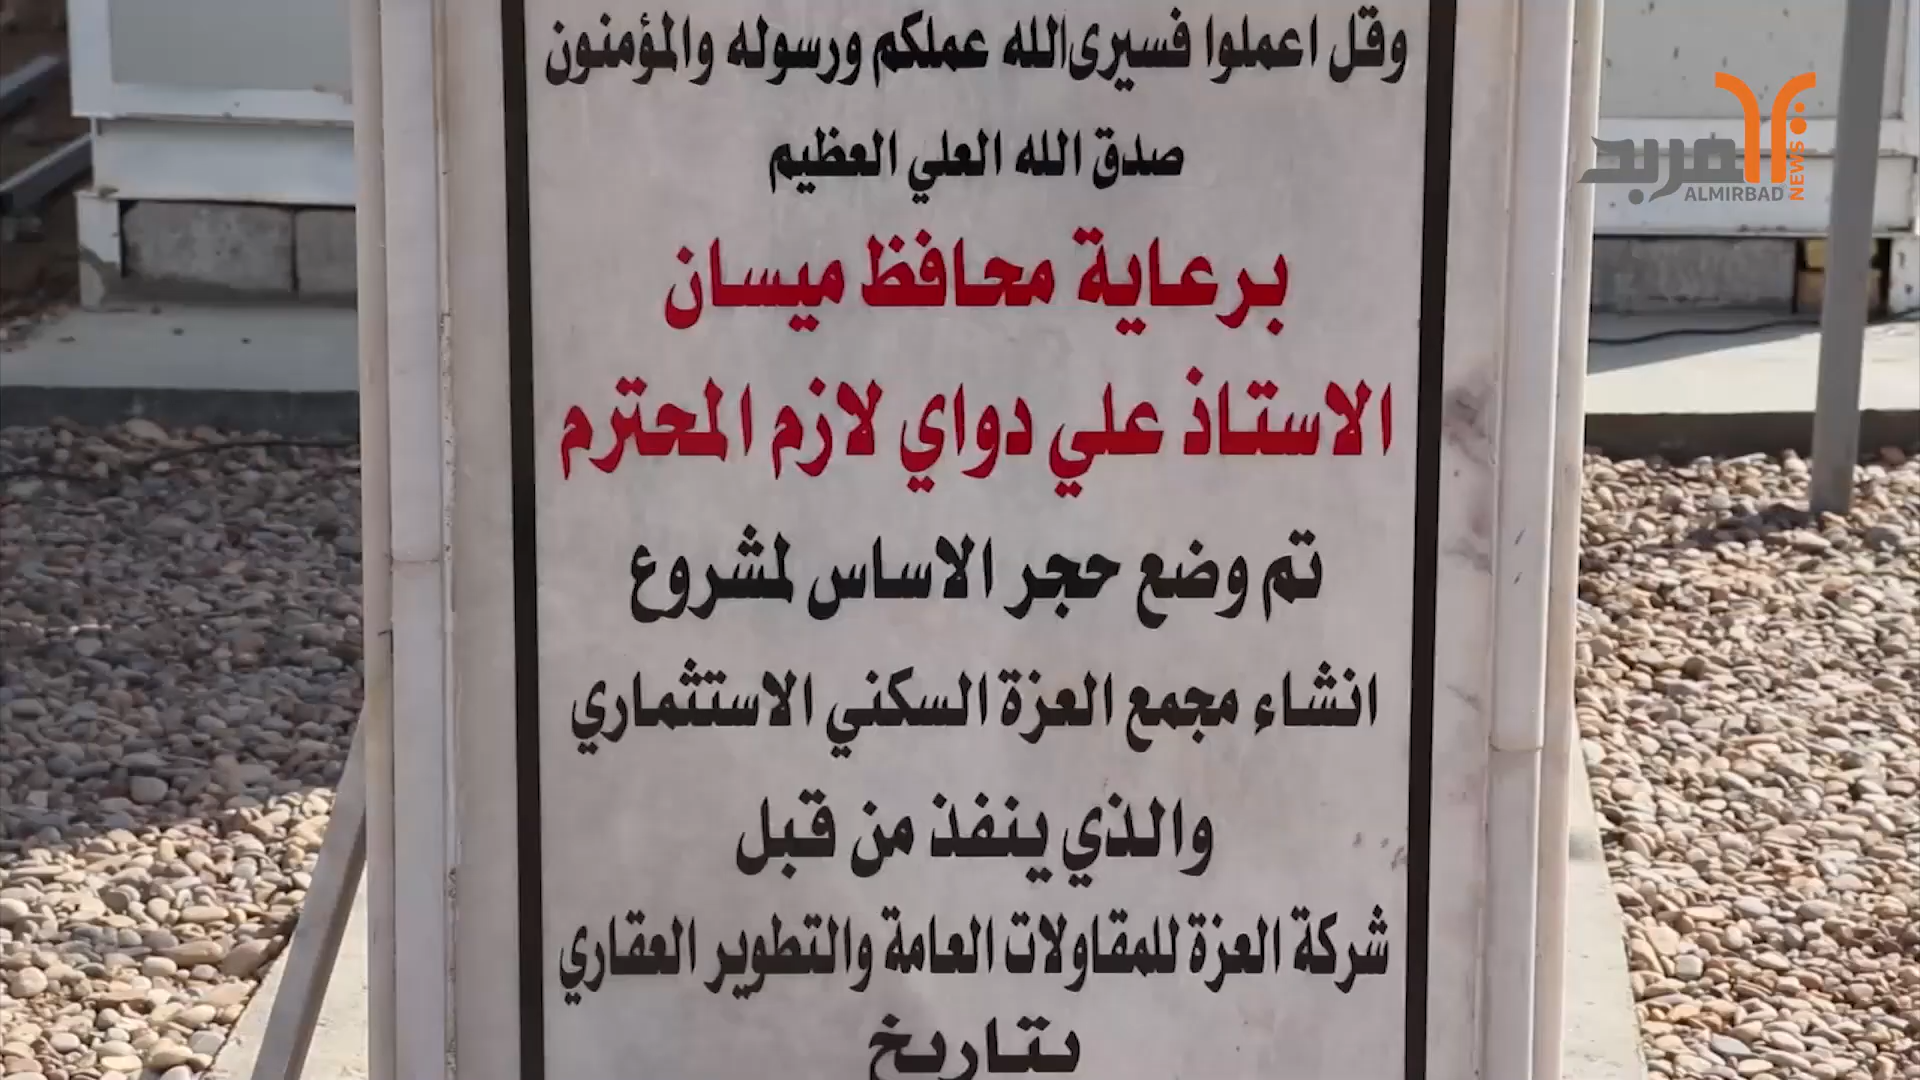 وقل اعملوا فسيرى الله عملكم ورسوله والمؤمنون
صدق الله العلي العظيم
برعاية محافظ ميسان
الاستاذ علي دواي لازم المحترم
تم وضع حجر الاساس لمشروع
انشاء مجمع العزة السكني الاستثماري
والذي ينفذ من قبل
شركة العزة للمقاولات العامة والتطوير العقاري
بتاريخ
المربد
ALMIRBAD NEWS